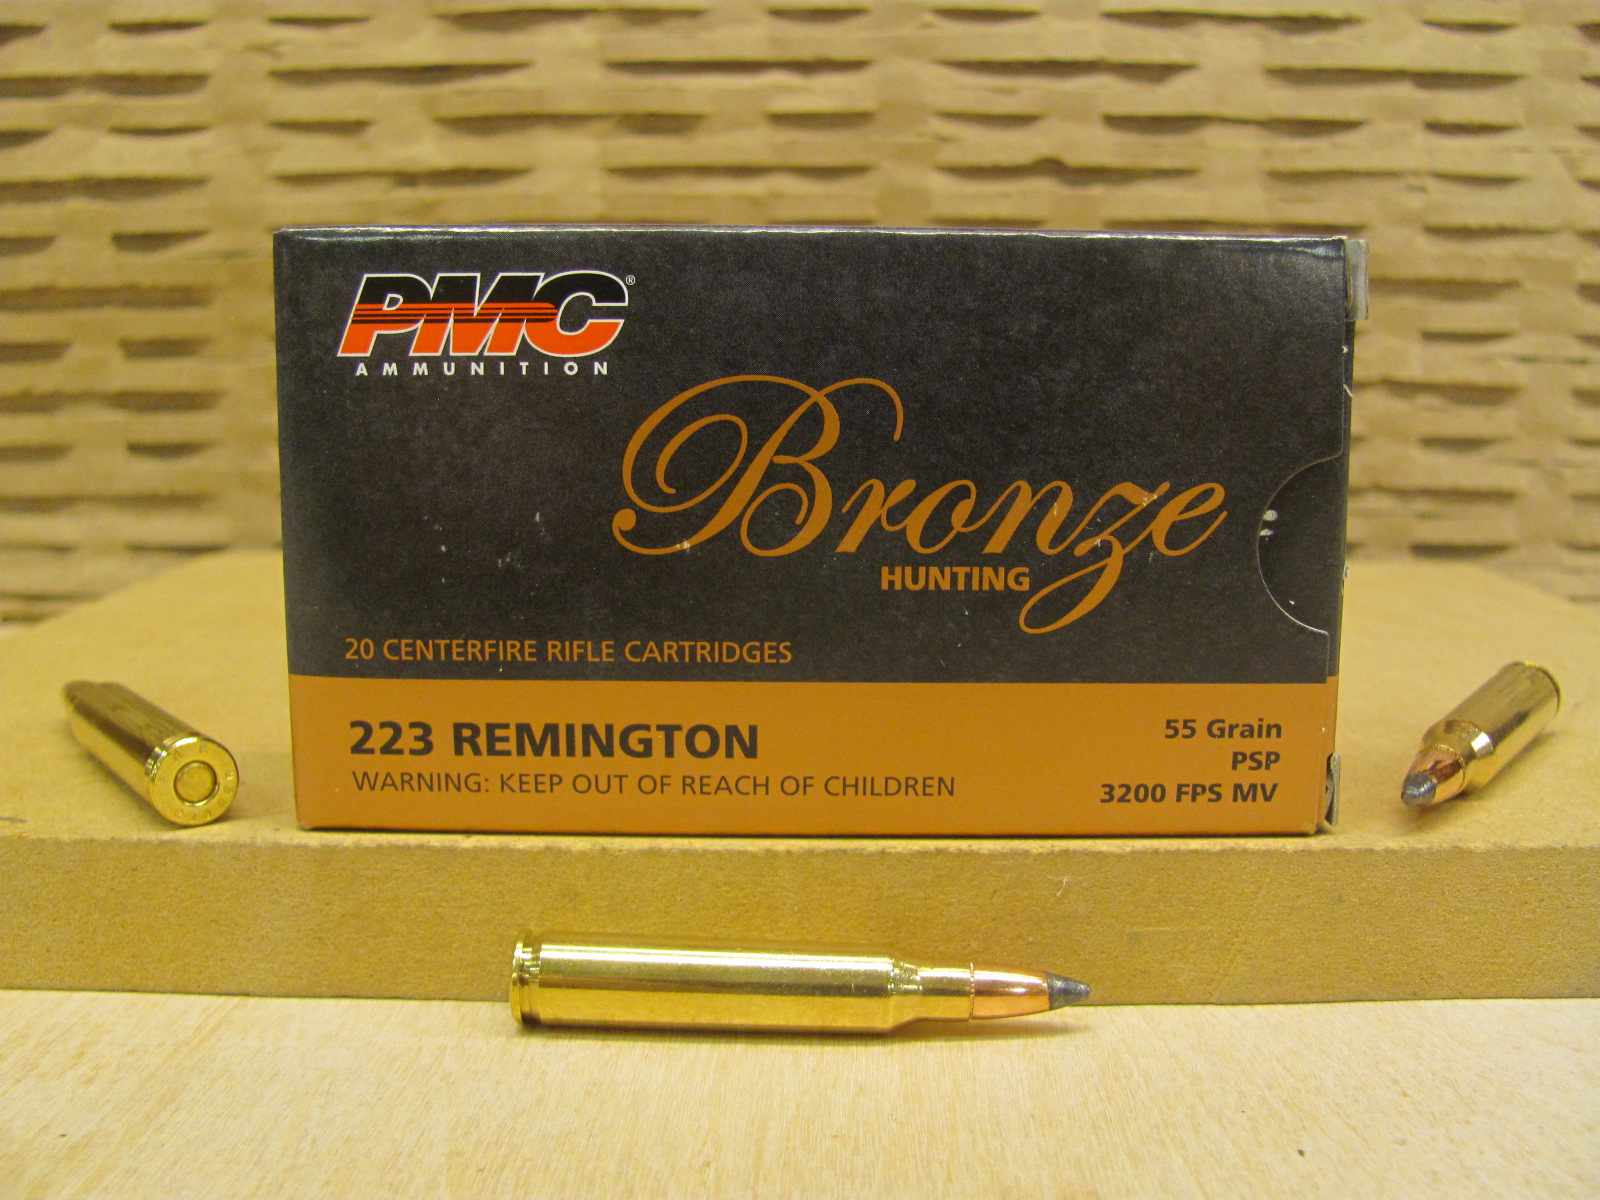 PMC®
AMMUNITION
Bronze
HUNTING
20 CENTERFIRE RIFLE CARTRIDGES
223 REMINGTON
WARNING: KEEP OUT OF REACH OF CHILDREN
55 Grain
PSP
3200 FPS MV